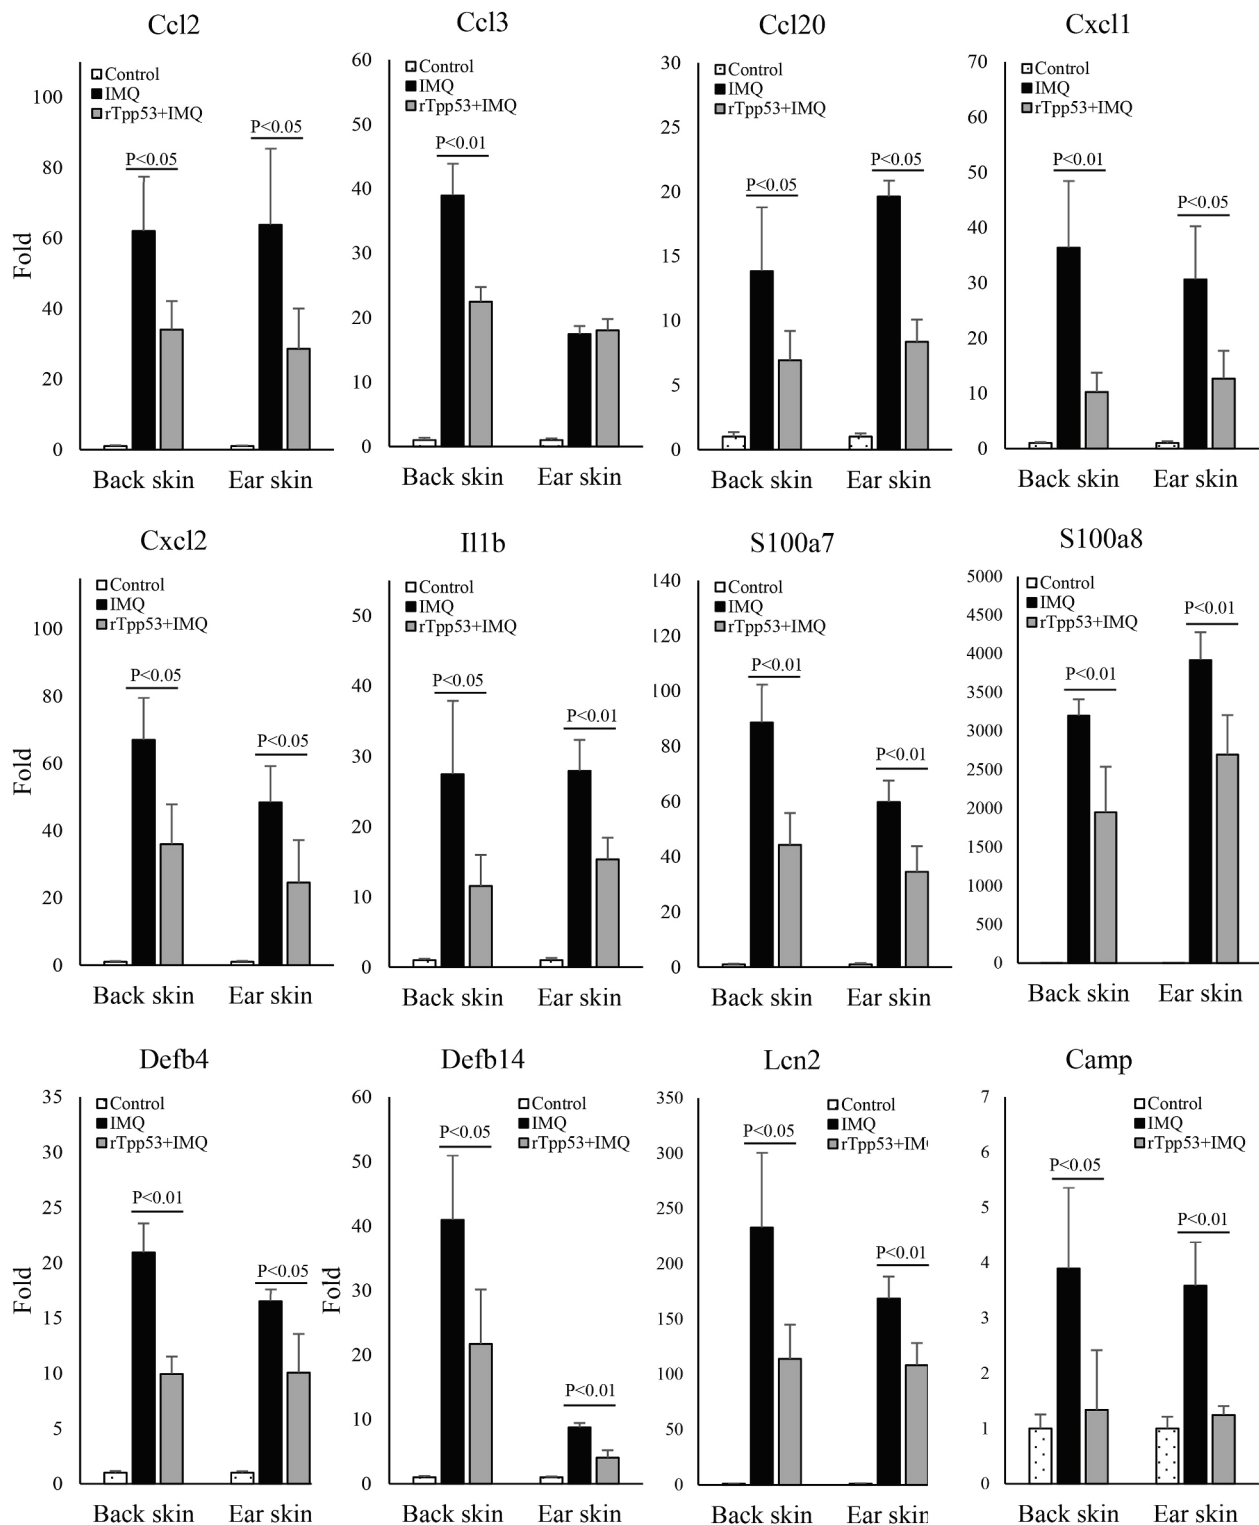 Ccl2
Control
IMQ
rTpp53+IMQ
100
80
60
40
20
0
Fold
P<0.05
P<0.05
Back skin Ear skin
Ccl3
Control
IMQ
rTpp53+IMQ
60
50
40
30
20
10
0
P<0.01
Back skin Ear skin
Ccl20
Control
IMQ
rTpp53+IMQ
30
25
20
15
10
5
0
P<0.05
P<0.05
Back skin Ear skin
Cxcl1
Control
IMQ
rTpp53+IMQ
70
60
50
40
30
20
10
0
P<0.01
P<0.05
Back skin Ear skin
Cxcl2
Control
IMQ
rTpp53+IMQ
100
80
60
40
20
0
Fold
P<0.05
P<0.05
Back skin Ear skin
Il1b
Control
IMQ
rTpp53+IMQ
50
40
30
20
10
0
P<0.05
P<0.01
Back skin Ear skin
S100a7
Control
IMQ
rTpp53+IMQ
140
120
100
80
60
40
20
0
P<0.01
P<0.01
Back skin Ear skin
S100a8
Control
IMQ
rTpp53+IMQ
5000
4500
4000
3500
3000
2500
2000
1500
1000
500
0
P<0.01
P<0.01
Back skin Ear skin
Defb4
Control
IMQ
rTpp53+IMQ
35
30
25
20
15
10
5
0
Fold
P<0.01
P<0.05
Back skin Ear skin
Defb14
Control
IMQ
rTpp53+IMQ
60
50
40
30
20
10
0
Fold
P<0.05
P<0.01
Back skin Ear skin
Lcn2
Control
IMQ
rTpp53+IM
350
300
250
200
150
100
50
0
P<0.05
P<0.01
Back skin Ear skin
Camp
Control
IMQ
rTpp53+IMQ
7
6
5
4
3
2
1
0
P<0.05
P<0.01
Back skin Ear skin